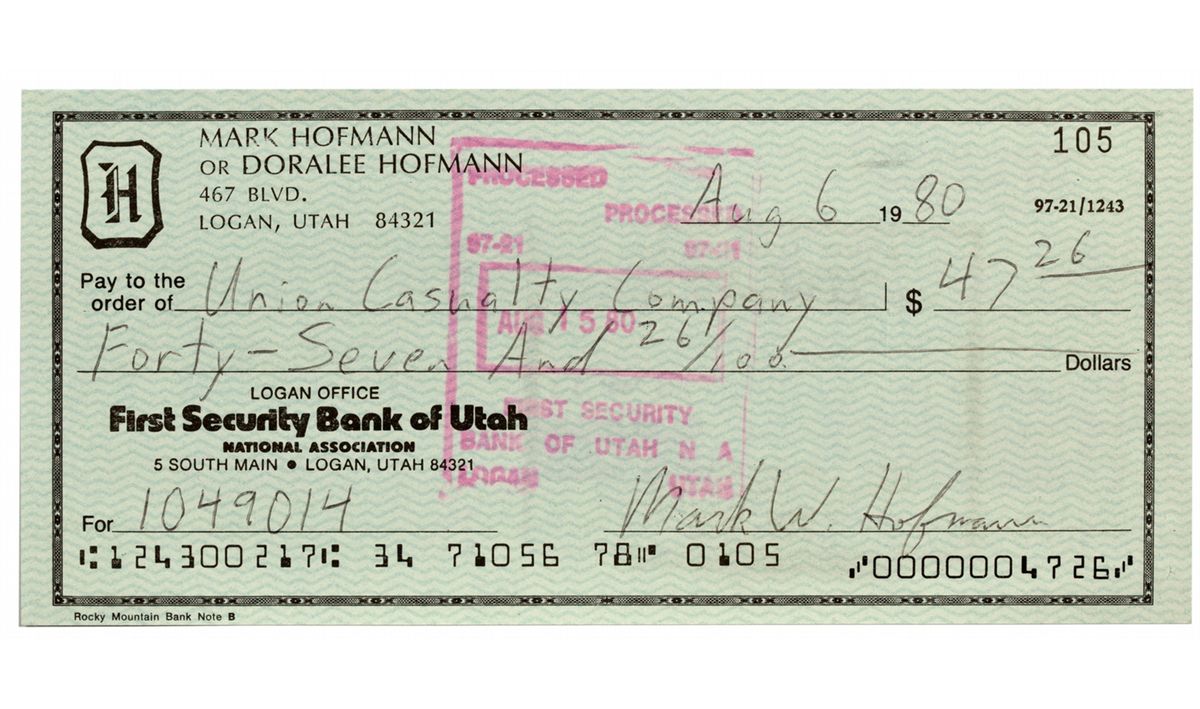 MARK HOFMANN
OR DORALEE HOFMANN
467 BLVD.
LOGAN, UTAH 84321
H
105
Aug 6 19 80
97-21/1243
PROCESSED
PROCESSED
97-21 97-21
Pay to the
order of Union Casualty Company $ 47 26
AUG 15 80
Forty-Seven And 26/100 Dollars
LOGAN OFFICE
First Security Bank of Utah
NATIONAL ASSOCIATION
5 SOUTH MAIN ● LOGAN, UTAH 84321
FIRST SECURITY
BANK OF UTAH N A
LOGAN UTAH
For 1049014 Mark W. Hofmann
⑆124300217⑆ 34 71056 78⑈ 0105 ⑈0000004726⑈
Rocky Mountain Bank Note B